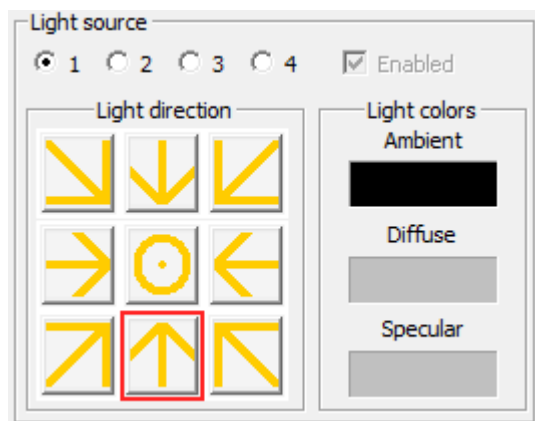 Light source
1 2 3 4 Enabled
Light direction
Light colors
Ambient
Diffuse
Specular